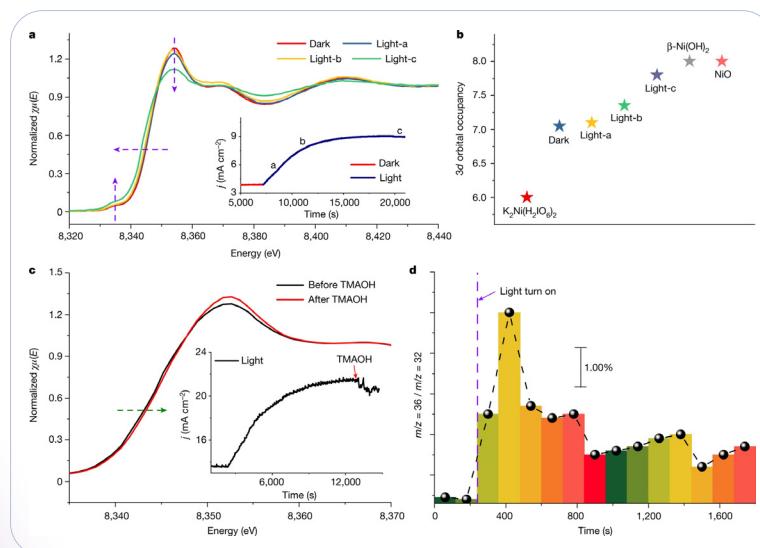 a
Dark
Light-a
Light-b
Light-c
Normalized χμ(E)
1.2
0.9
0.6
0.3
0
j (mA cm⁻²)
9
6
3
a
b
c
Dark
Light
5,000 10,000 15,000 20,000
Time (s)
8,320 8,340 8,360 8,380 8,400 8,420 8,440
Energy (eV)
b
3d orbital occupancy
8.0
7.5
7.0
6.5
6.0
β-Ni(OH)₂
NiO
Light-c
Light-b
Dark
Light-a
K₂Ni(H₂IO₆)₂
c
Before TMAOH
After TMAOH
Normalized χμ(E)
1.5
1.2
0.9
0.6
0.3
0
j (mA cm⁻²)
24
21
18
14
Light
TMAOH
6,000 12,000
Time (s)
8,340 8,350 8,360 8,370
Energy (eV)
d
Light turn on
1.00%
m/z = 36 / m/z = 32
0 400 800 1,200 1,600
Time (s)